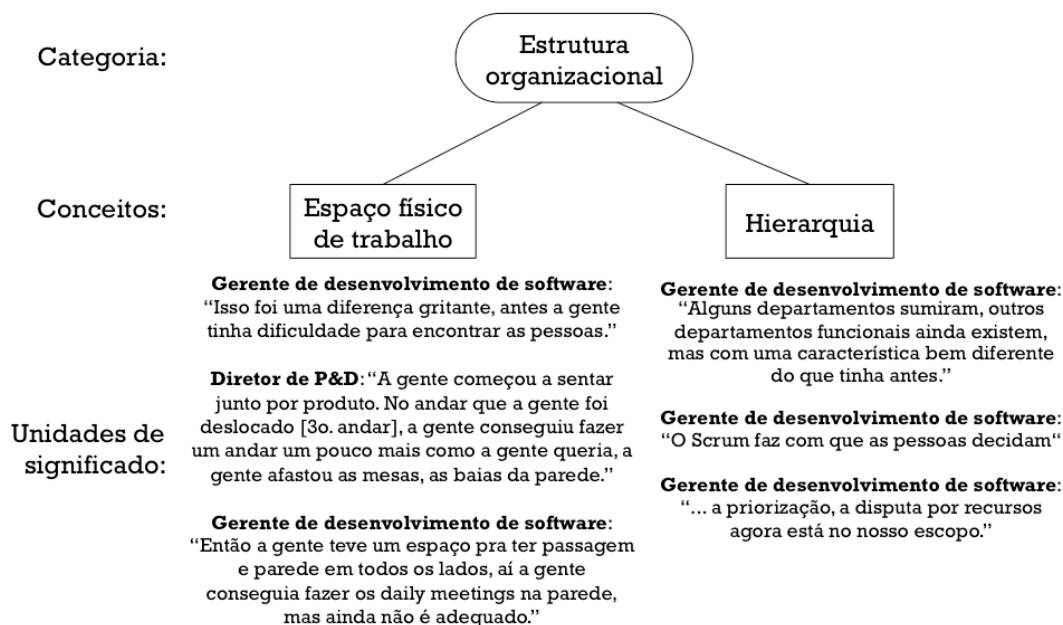 Categoria:
Estrutura
organizacional
Conceitos:
Espaço físico
de trabalho
Hierarquia
Unidades de
significado:
Gerente de desenvolvimento de software:
“Isso foi uma diferença gritante, antes a gente
tinha dificuldade para encontrar as pessoas.”
Diretor de P&D: “A gente começou a sentar
junto por produto. No andar que a gente foi
deslocado [3o. andar], a gente conseguiu fazer
um andar um pouco mais como a gente queria, a
gente afastou as mesas, as baias da parede.”
Gerente de desenvolvimento de software:
“Então a gente teve um espaço pra ter passagem
e parede em todos os lados, aí a gente
conseguia fazer os daily meetings na parede,
mas ainda não é adequado.”
Gerente de desenvolvimento de software:
“Alguns departamentos sumiram, outros
departamentos funcionais ainda existem,
mas com uma característica bem diferente
do que tinha antes.”
Gerente de desenvolvimento de software:
“O Scrum faz com que as pessoas decidam“
Gerente de desenvolvimento de software:
“... a priorização, a disputa por recursos
agora está no nosso escopo.”